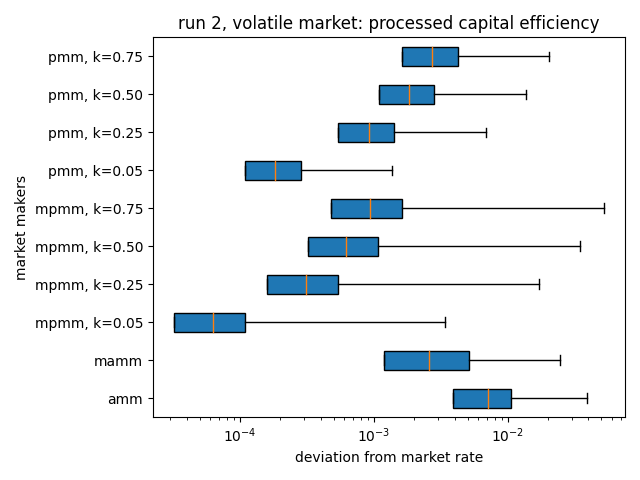 run 2, volatile market: processed capital efficiency
pmm, k=0.75
pmm, k=0.50
pmm, k=0.25
pmm, k=0.05
mpmm, k=0.75
mpmm, k=0.50
mpmm, k=0.25
mpmm, k=0.05
mamm
amm
market makers
10⁻⁴ 10⁻³ 10⁻²
deviation from market rate